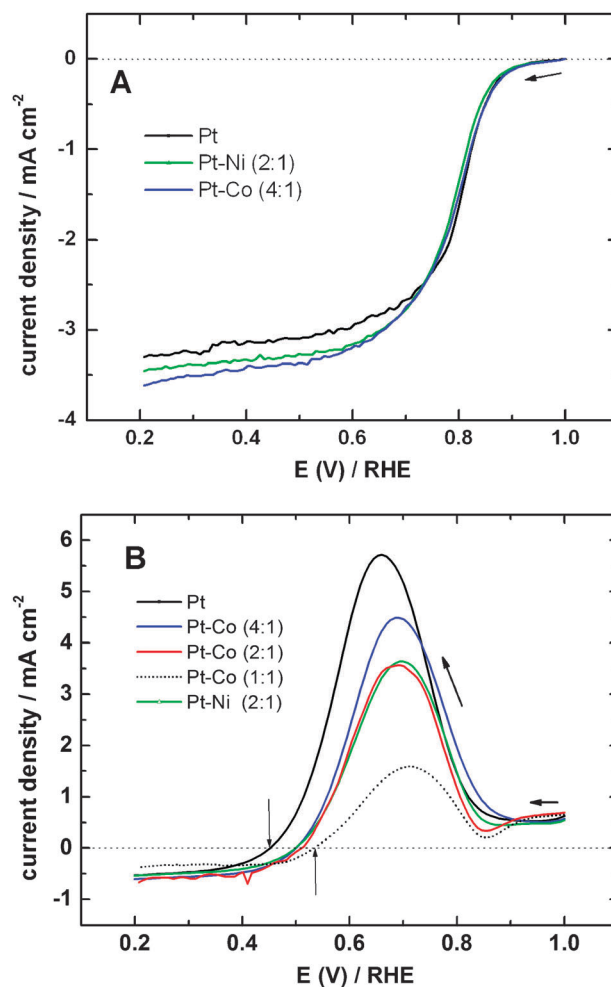 A
Pt
Pt-Ni (2:1)
Pt-Co (4:1)
current density / mA cm⁻²
0
-1
-2
-3
-4
0.2 0.4 0.6 0.8 1.0
E (V) / RHE
B
Pt
Pt-Co (4:1)
Pt-Co (2:1)
Pt-Co (1:1)
Pt-Ni (2:1)
current density / mA cm⁻²
6
5
4
3
2
1
0
-1
0.2 0.4 0.6 0.8 1.0
E (V) / RHE